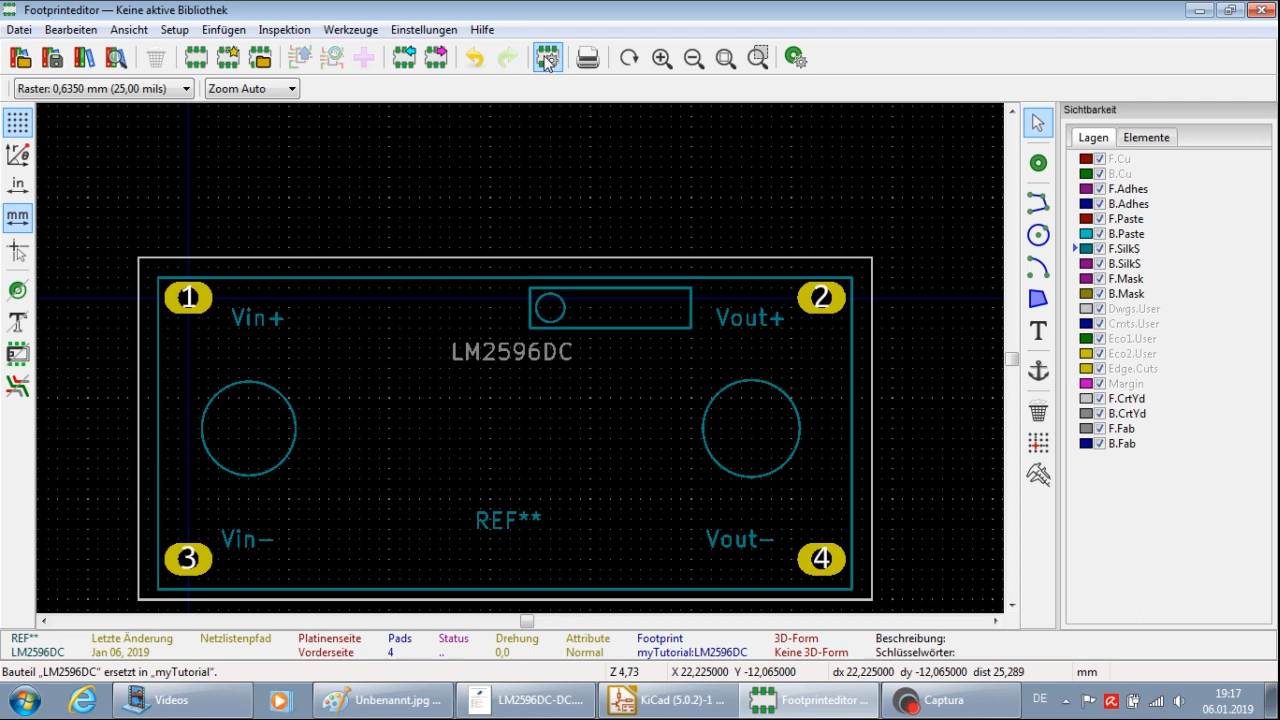 Footprinteditor — Keine aktive Bibliothek
Datei Bearbeiten Ansicht Setup Einfügen Inspektion Werkzeuge Einstellungen Hilfe
Raster: 0,6350 mm (25,00 mils) Zoom Auto
in
mm
Sichtbarkeit
Lagen Elemente
F.Cu
B.Cu
F.Adhes
B.Adhes
F.Paste
B.Paste
F.SilkS
B.SilkS
F.Mask
B.Mask
Dwgs.User
Cmts.User
Eco1.User
Eco2.User
Edge.Cuts
Margin
F.CrtYd
B.CrtYd
F.Fab
B.Fab
1 2
Vin+ Vout+
LM2596DC
REF**
Vin- Vout-
3 4
REF** Letzte Änderung Netzlistenpfad Platinenseite Pads Status Drehung Attribute Footprint 3D-Form Beschreibung:
LM2596DC Jan 06, 2019 Vorderseite 4 .. 0,0 Normal myTutorial:LM2596DC Keine 3D-Form Schlüsselwörter:
Bauteil „LM2596DC“ ersetzt in „myTutorial“. Z 4,73 X 22,225000 Y -12,065000 dx 22,225000 dy -12,065000 dist 25,289 mm
Videos Unbenannt.jpg ... LM2596DC-DC.... KiCad (5.0.2)-1 ... Footprinteditor ... Captura DE 19:17
06.01.2019